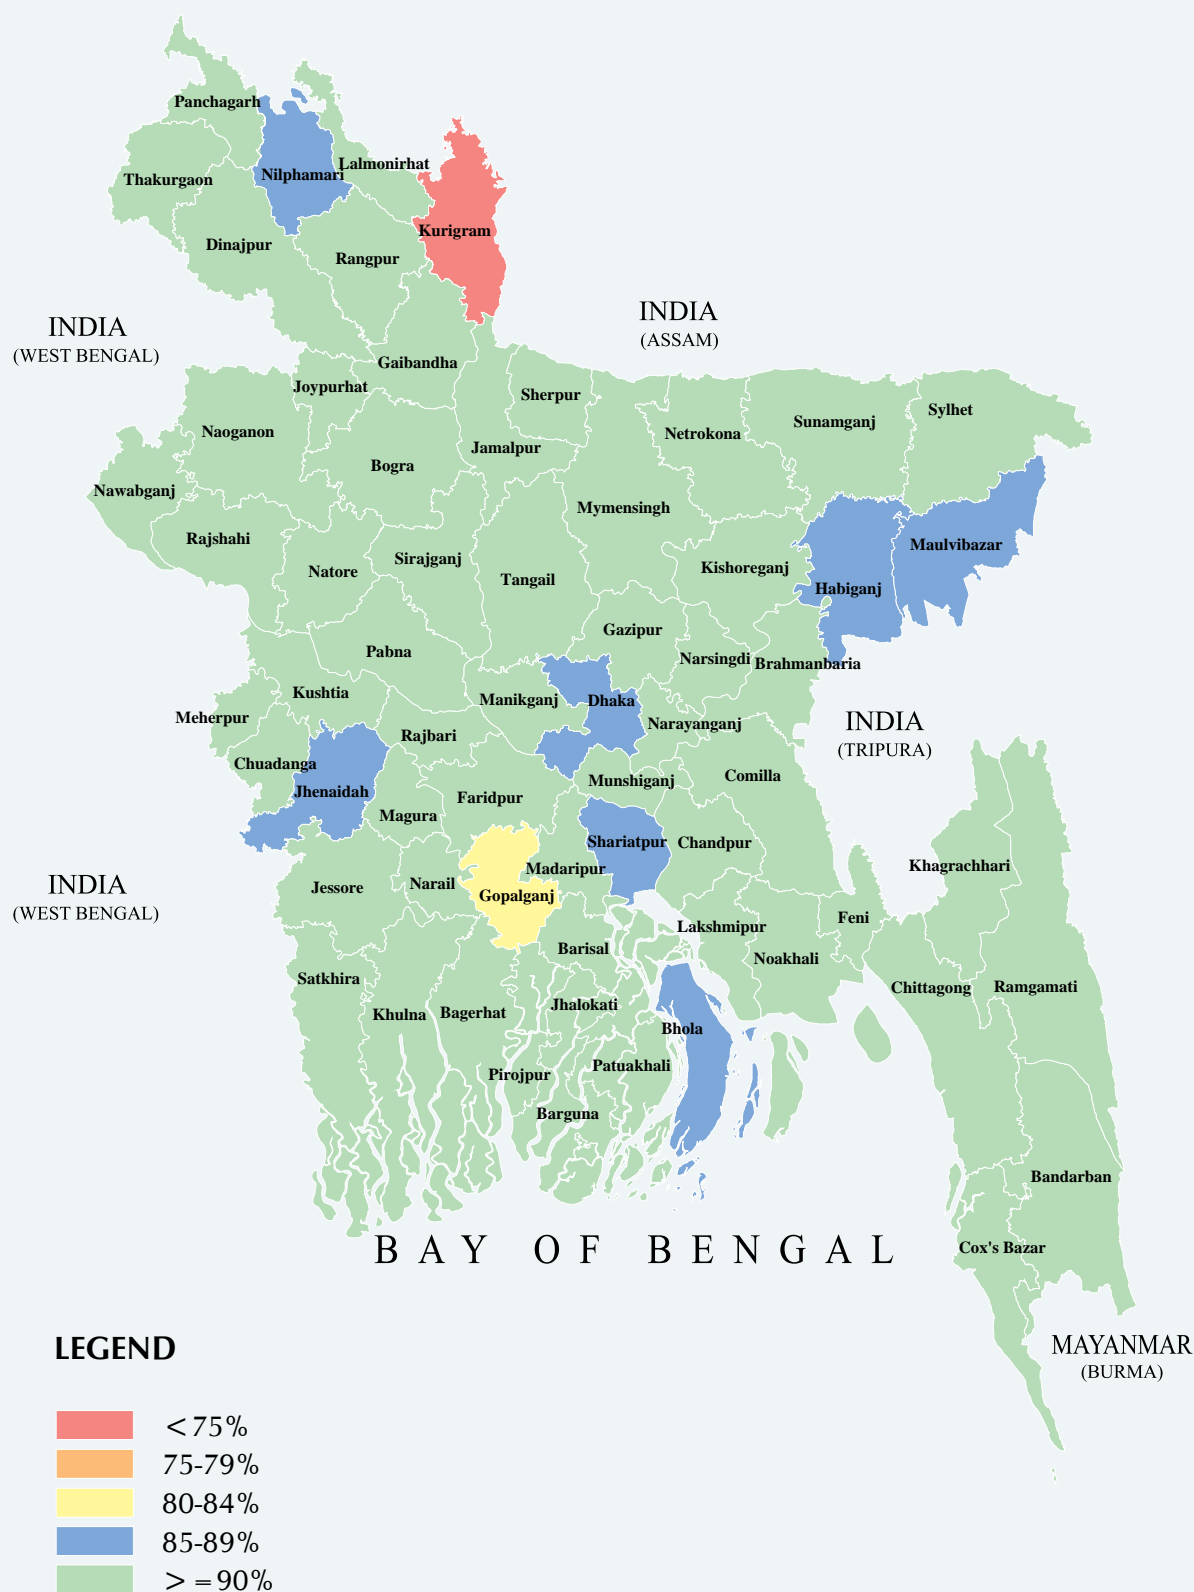 Panchagarh
Lalmonirhat
Nilphamari
Thakurgaon
Kurigram
Dinajpur
Rangpur
INDIA
(ASSAM)
INDIA
(WEST BENGAL)
Gaibandha
Joypurhat
Sherpur
Sylhet
Sunamganj
Naoganon
Netrokona
Jamalpur
Bogra
Nawabganj
Mymensingh
Rajshahi
Maulvibazar
Sirajganj
Kishoreganj
Natore
Tangail
Habiganj
Gazipur
Pabna
Narsingdi
Brahmanbaria
Kushtia
Manikganj
Dhaka
Meherpur
Narayanganj
INDIA
(TRIPURA)
Rajbari
Chuadanga
Comilla
Munshiganj
Jhenaidah
Faridpur
Magura
Shariatpur
Chandpur
Madaripur
Khagrachhari
INDIA
(WEST BENGAL)
Jessore
Narail
Gopalganj
Feni
Lakshmipur
Barisal
Noakhali
Satkhira
Chittagong
Ramgamati
Jhalokati
Khulna
Bagerhat
Bhola
Patuakhali
Pirojpur
Barguna
Bandarban
Cox's Bazar
BAY OF BENGAL
MAYANMAR
(BURMA)
LEGEND
<75%
75-79%
80-84%
85-89%
>=90%